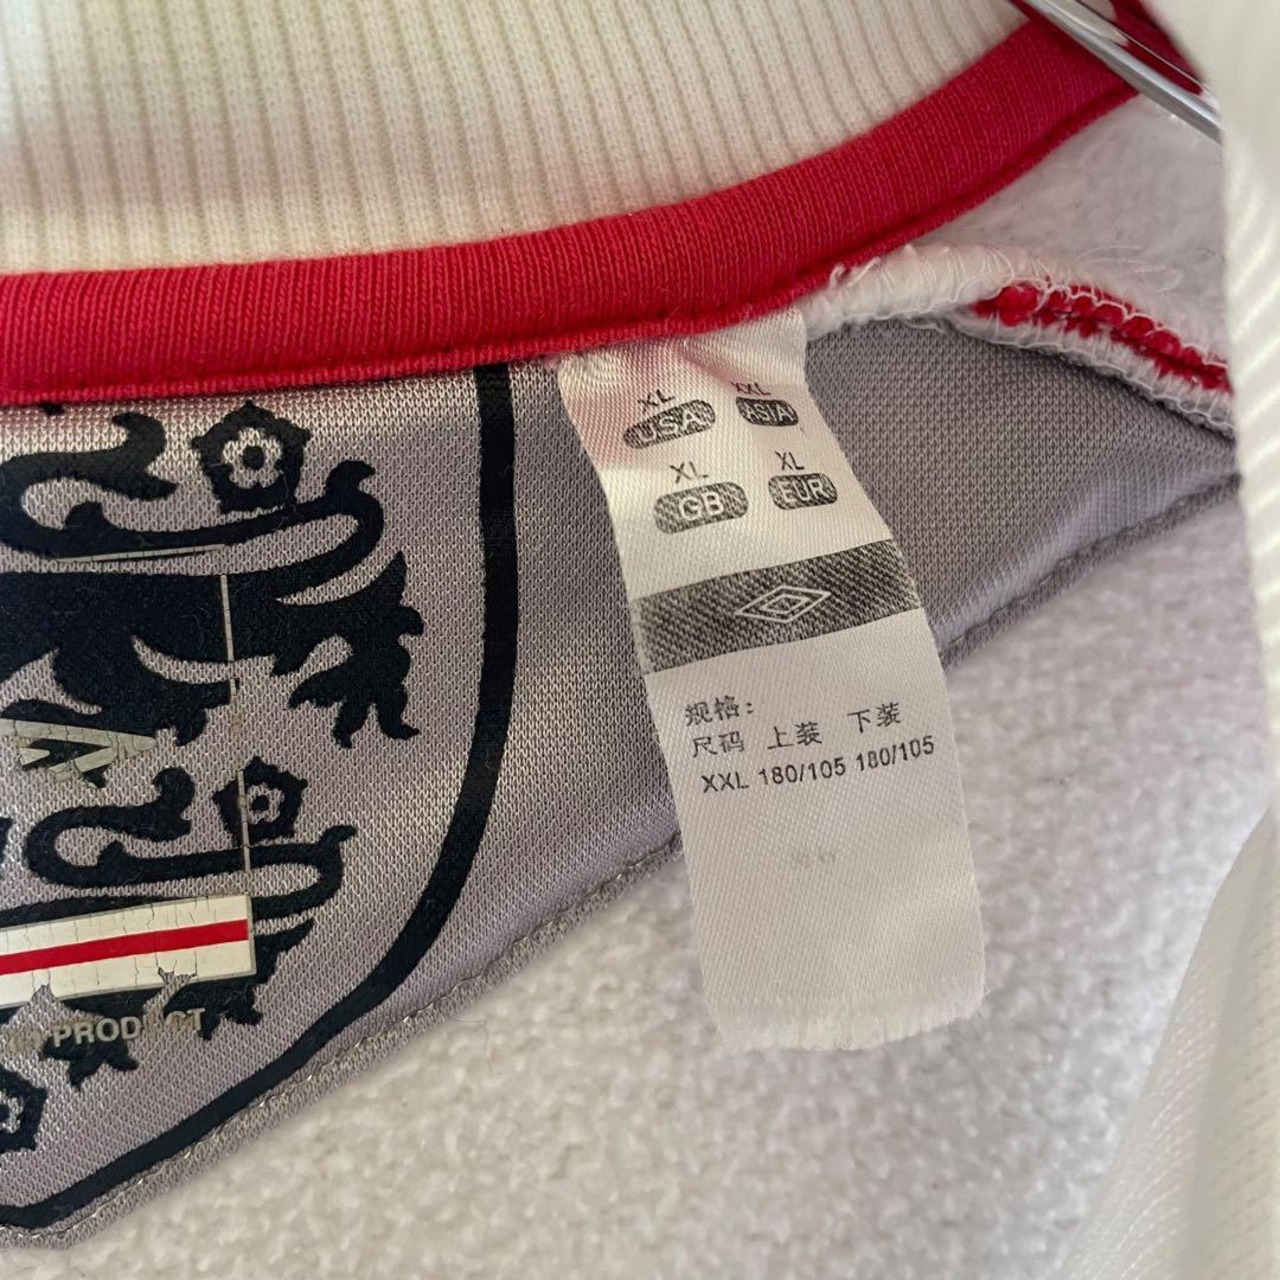 XL XXL
USA ASIA
XL XL
GB EUR
规格:
尺码 上装 下装
XXL 180/105 180/105
PRODUCT